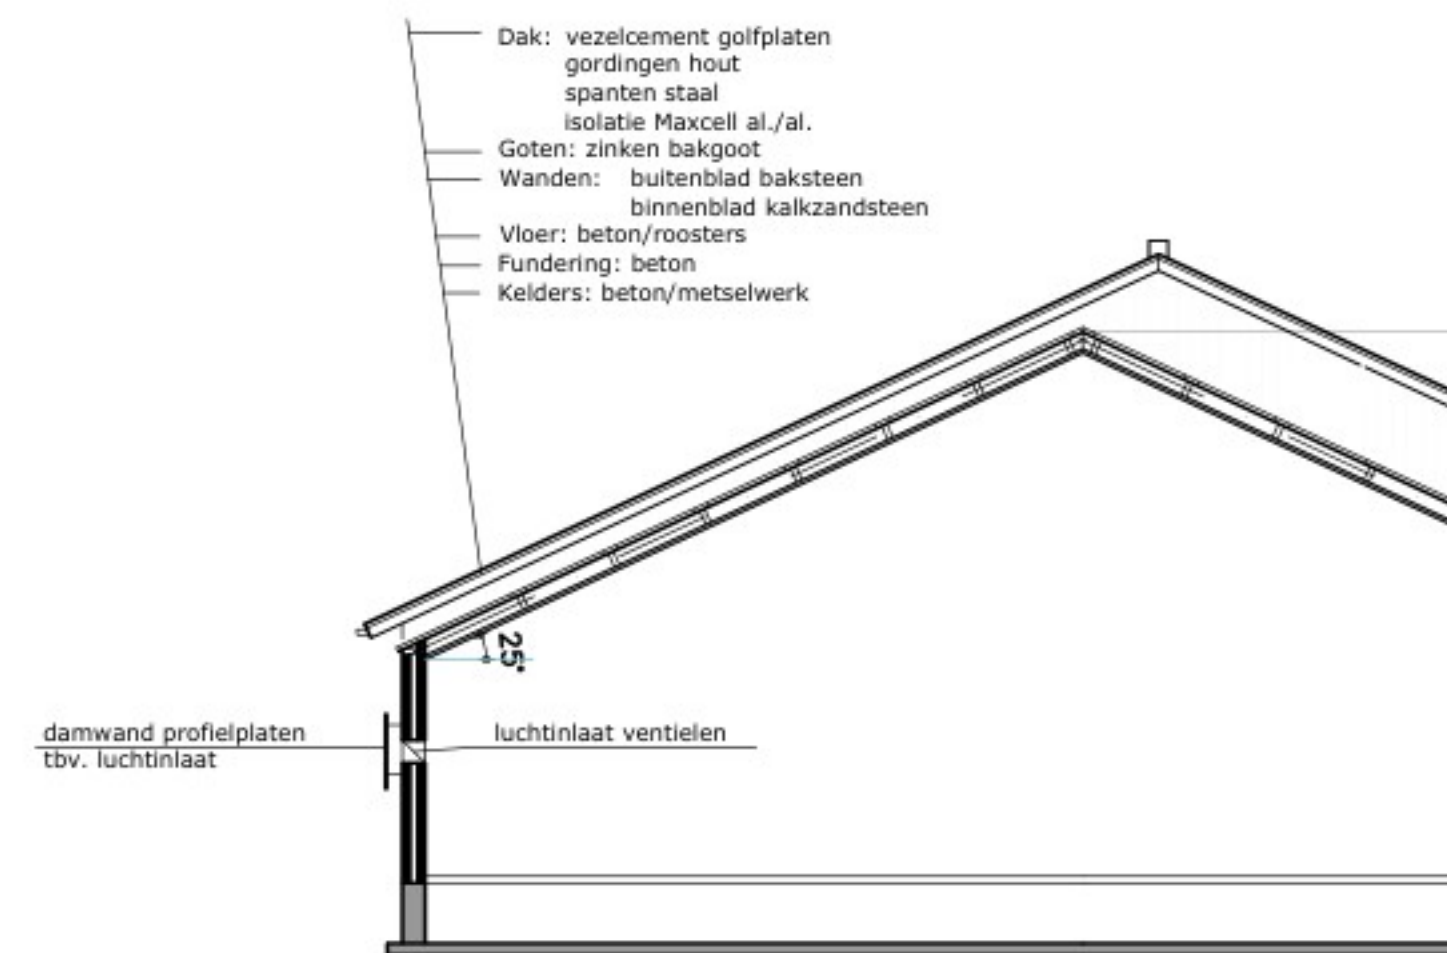 Dak: vezelcement golfplaten
gordingen hout
spanten staal
isolatie Maxcell al./al.
Goten: zinken bakgoot
Wanden: buitenblad baksteen
binnenblad kalkzandsteen
Vloer: beton/roosters
Fundering: beton
Kelders: beton/metselwerk
25°
damwand profielplaten
tbv. luchtinlaat
luchtinlaat ventielen